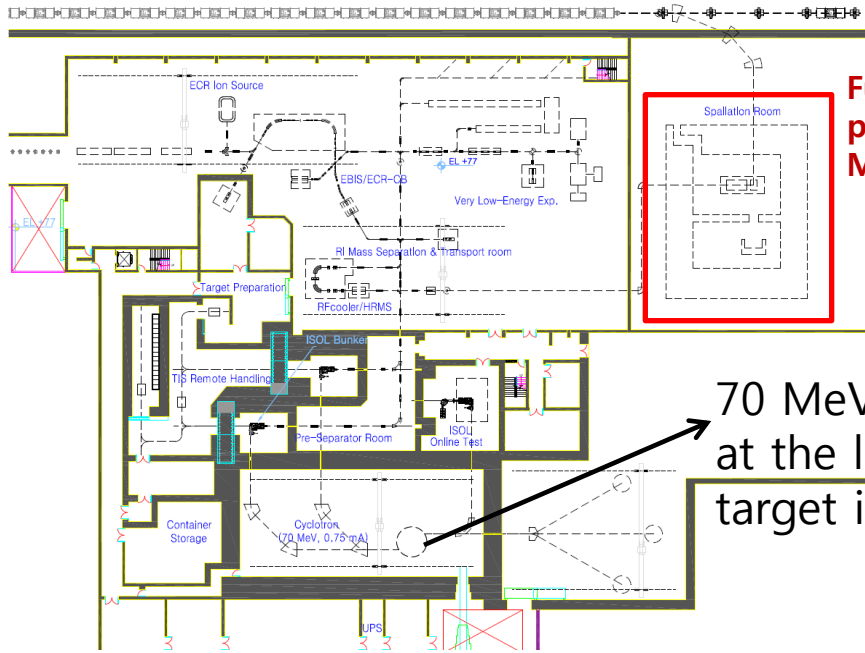 ECR Ion Source
Spallation Room
EL +77
EBIS/ECR-CB
Very Low-Energy Exp.
EL +77
RI Mass Separation & Transport room
Target Preparation
RFcooler/HRMS
ISOL Bunker
TIS Remote Handling
Pre-Separator Room
ISOL
Online Test
70 MeV
at the I
target i
Container
Storage
Cyclotron
(70 MeV, 0.75 mA)
UPS